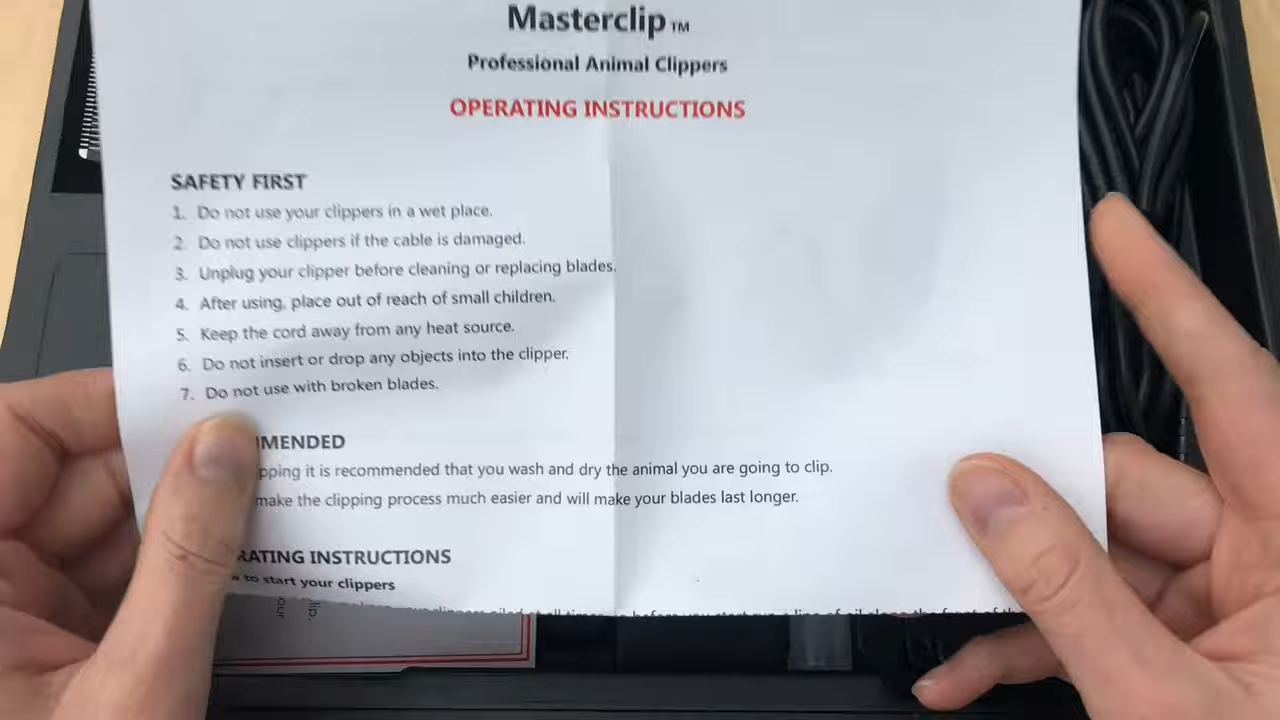 Masterclip™
Professional Animal Clippers
OPERATING INSTRUCTIONS
SAFETY FIRST
1. Do not use your clippers in a wet place.
2. Do not use clippers if the cable is damaged.
3. Unplug your clipper before cleaning or replacing blades.
4. After using, place out of reach of small children.
5. Keep the cord away from any heat source.
6. Do not insert or drop any objects into the clipper.
7. Do not use with broken blades.
MENDED
pping it is recommended that you wash and dry the animal you are going to clip.
make the clipping process much easier and will make your blades last longer.
RATING INSTRUCTIONS
to start your clippers